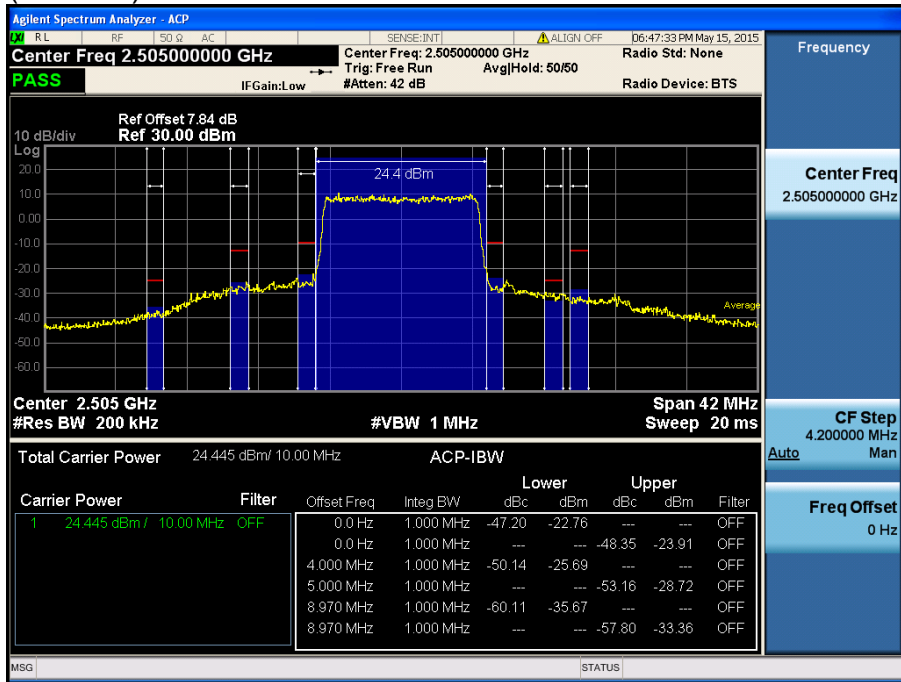 Agilent Spectrum Analyzer - ACP
LXI RL RF 50 Ω AC SENSE:INT ALIGN OFF 06:47:33 PM May 15, 2015
Center Freq 2.505000000 GHz
Center Freq: 2.505000000 GHz Radio Std: None
Trig: Free Run Avg|Hold: 50/50
PASS IFGain:Low #Atten: 42 dB Radio Device: BTS
Frequency
Ref Offset 7.84 dB
10 dB/div Ref 30.00 dBm
Log
24.4 dBm
20.0
10.0
0.00
-10.0
-20.0
-30.0
Average
-40.0
-50.0
-60.0
Center Freq
2.505000000 GHz
Center 2.505 GHz Span 42 MHz
#Res BW 200 kHz #VBW 1 MHz Sweep 20 ms
CF Step
4.200000 MHz
Auto Man
Total Carrier Power 24.445 dBm/ 10.00 MHz ACP-IBW
Lower Upper
Carrier Power Filter Offset Freq Integ BW dBc dBm dBc dBm Filter
1 24.445 dBm / 10.00 MHz OFF 0.0 Hz 1.000 MHz -47.20 -22.76 --- --- OFF
0.0 Hz 1.000 MHz --- --- -48.35 -23.91 OFF
4.000 MHz 1.000 MHz -50.14 -25.69 --- --- OFF
5.000 MHz 1.000 MHz --- --- -53.16 -28.72 OFF
8.970 MHz 1.000 MHz -60.11 -35.67 --- --- OFF
8.970 MHz 1.000 MHz --- --- -57.80 -33.36 OFF
Freq Offset
0 Hz
MSG STATUS